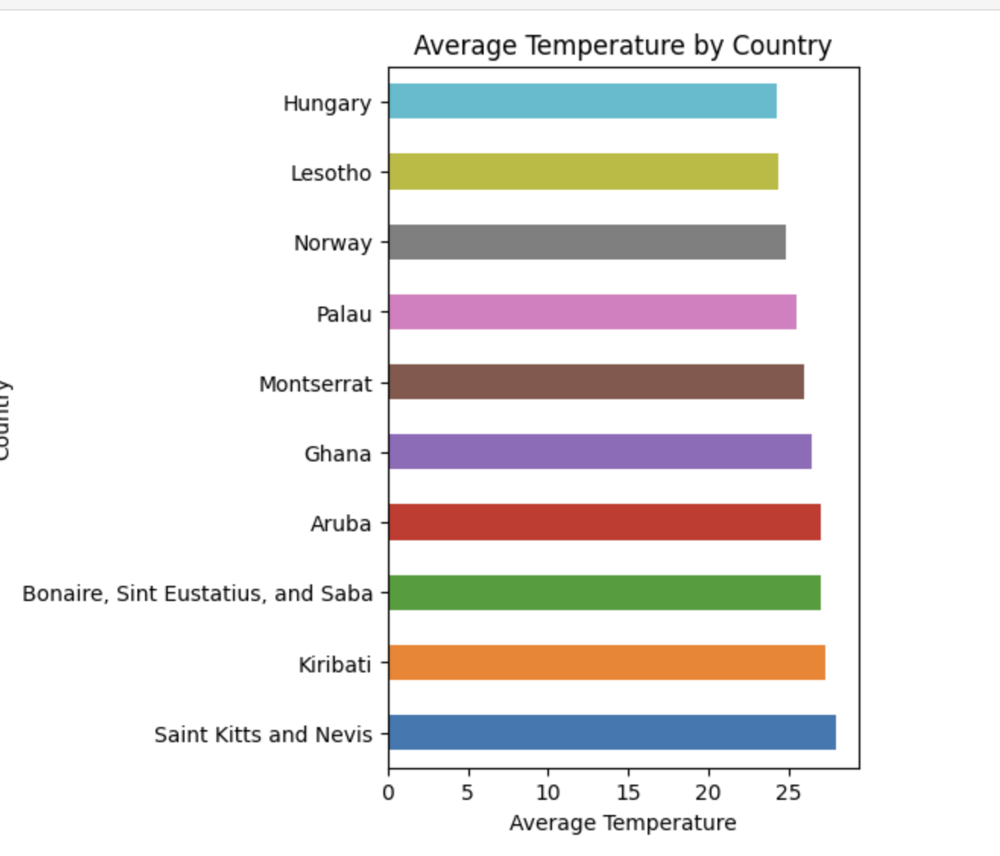 Average Temperature by Country
Hungary
Lesotho
Norway
Palau
Montserrat
Ghana
Aruba
Bonaire, Sint Eustatius, and Saba
Kiribati
Saint Kitts and Nevis
Country
0 5 10 15 20 25
Average Temperature